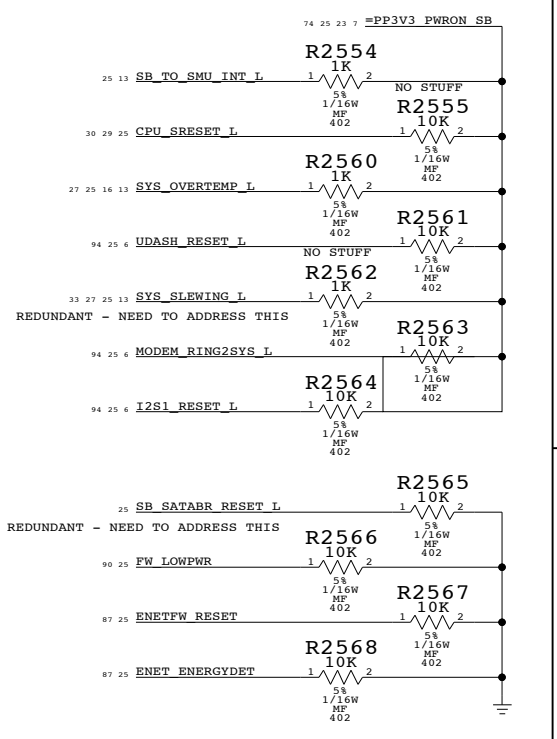 74 25 23 7 =PP3V3_PWRON_SB
R2554
1K
25 13 SB_TO_SMU_INT_L 1 2
5%
1/16W
MF
402
NO STUFF
R2555
10K
30 29 25 CPU_SRESET_L 1 2
5%
1/16W
MF
402
R2560
1K
27 25 16 13 SYS_OVERTEMP_L 1 2
5%
1/16W
MF
402
R2561
10K
94 25 6 UDASH_RESET_L 1 2
5%
1/16W
MF
402
NO STUFF
R2562
1K
33 27 25 13 SYS_SLEWING_L 1 2
REDUNDANT - NEED TO ADDRESS THIS
5%
1/16W
MF
402
R2563
10K
94 25 6 MODEM_RING2SYS_L 1 2
5%
1/16W
MF
402
R2564
10K
94 25 6 I2S1_RESET_L 1 2
5%
1/16W
MF
402
R2565
10K
25 SB_SATABR_RESET_L 1 2
REDUNDANT - NEED TO ADDRESS THIS
5%
1/16W
MF
402
R2566
10K
90 25 FW_LOWPWR 1 2
5%
1/16W
MF
402
R2567
10K
87 25 ENETFW_RESET 1 2
5%
1/16W
MF
402
R2568
10K
87 25 ENET_ENERGYDET 1 2
5%
1/16W
MF
402